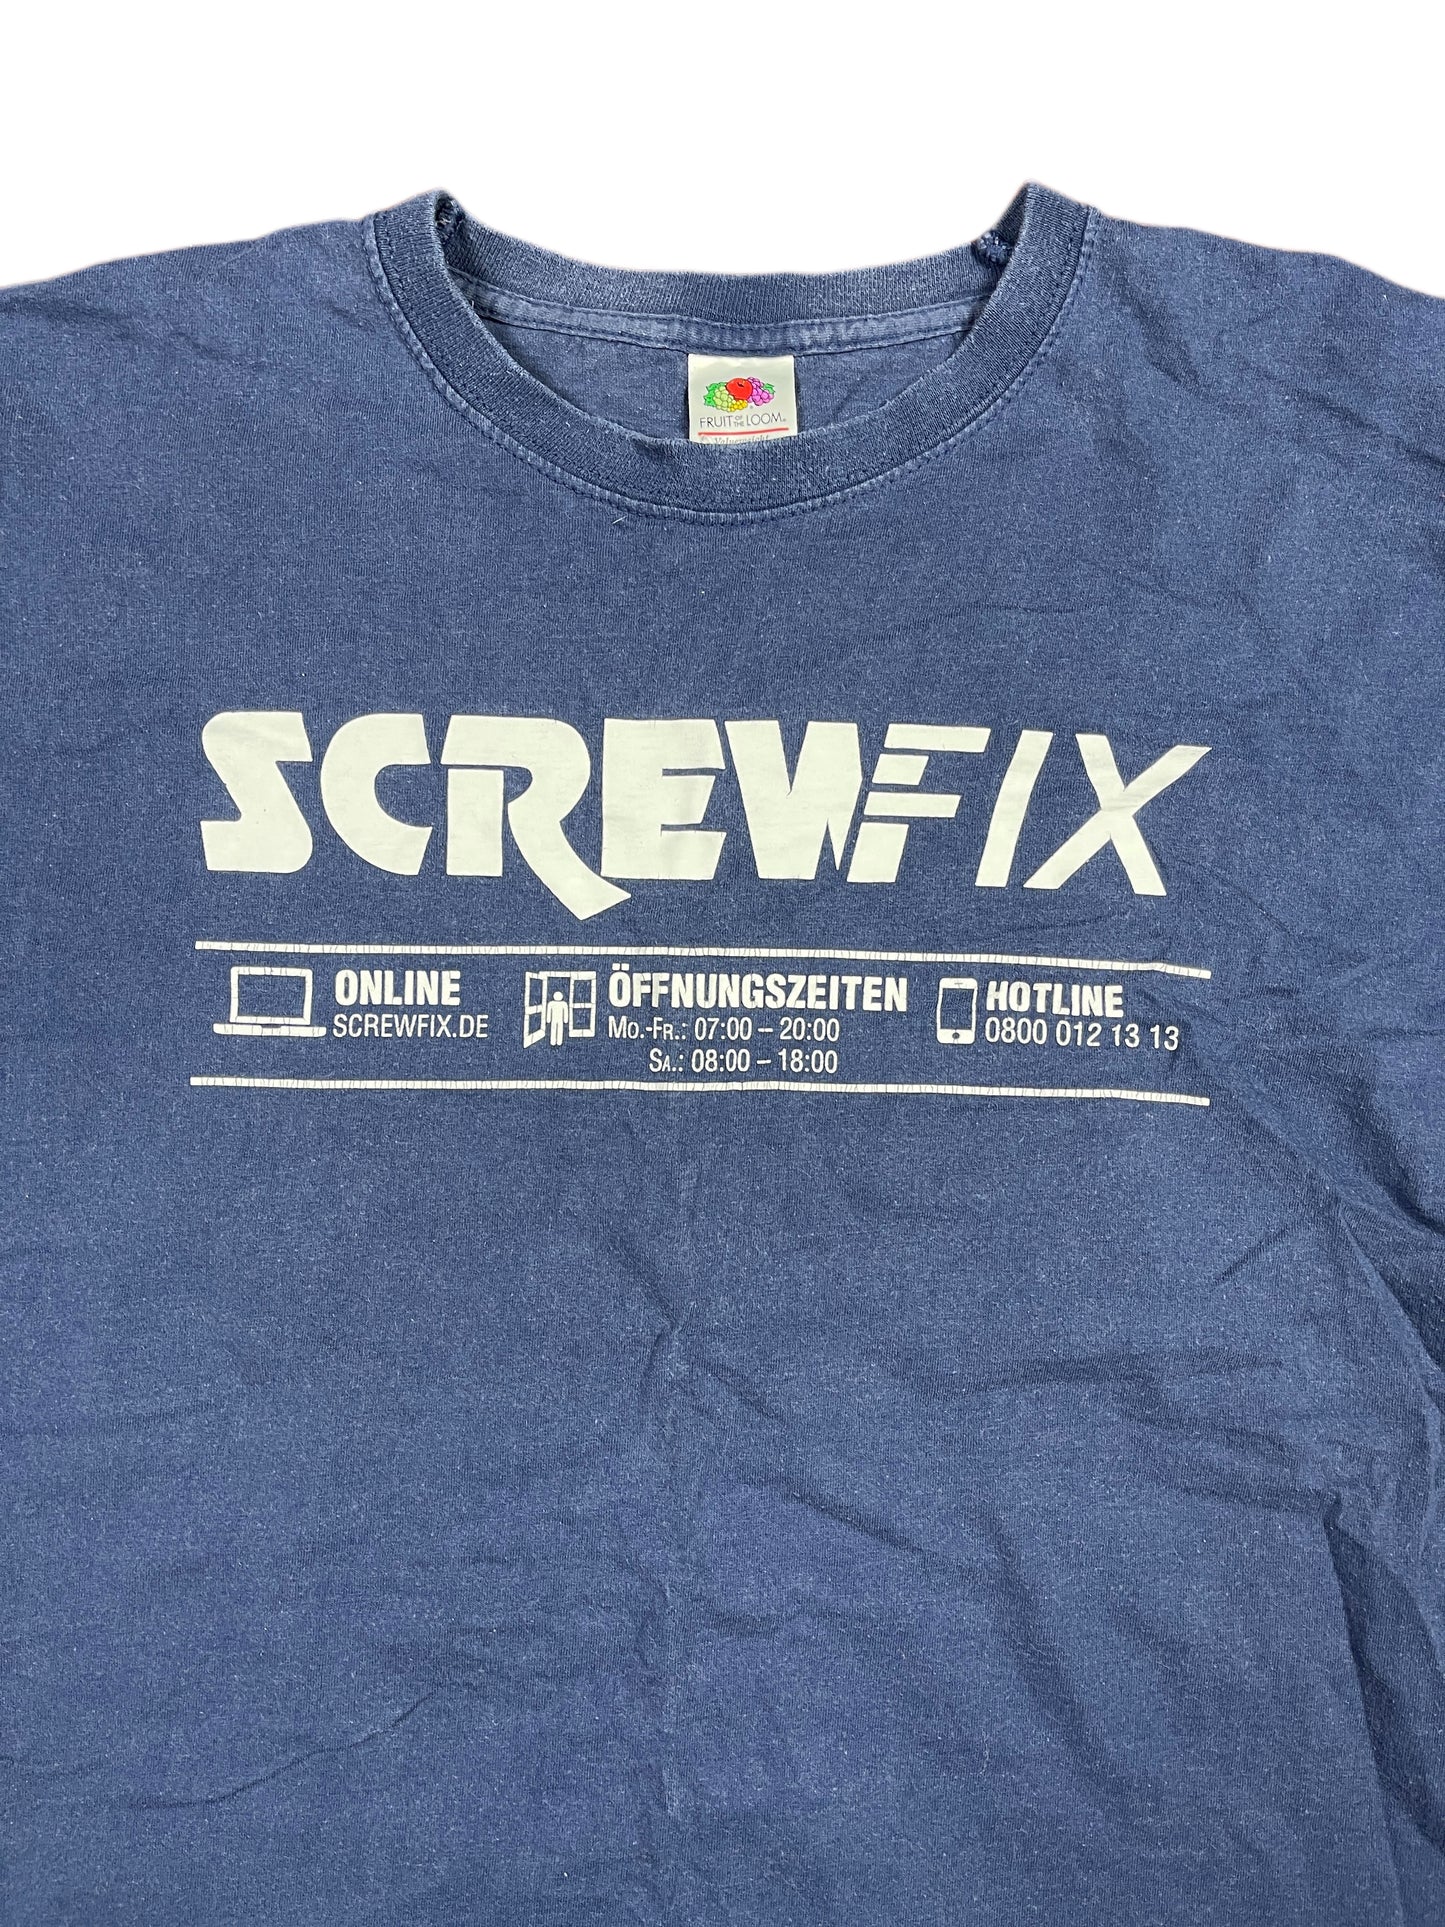 FRUIT OF THE LOOM®
Valueweight
SCREWFIX
ONLINE
SCREWFIX.DE
ÖFFNUNGSZEITEN
MO.-FR.: 07:00 – 20:00
SA.: 08:00 – 18:00
HOTLINE
0800 012 13 13